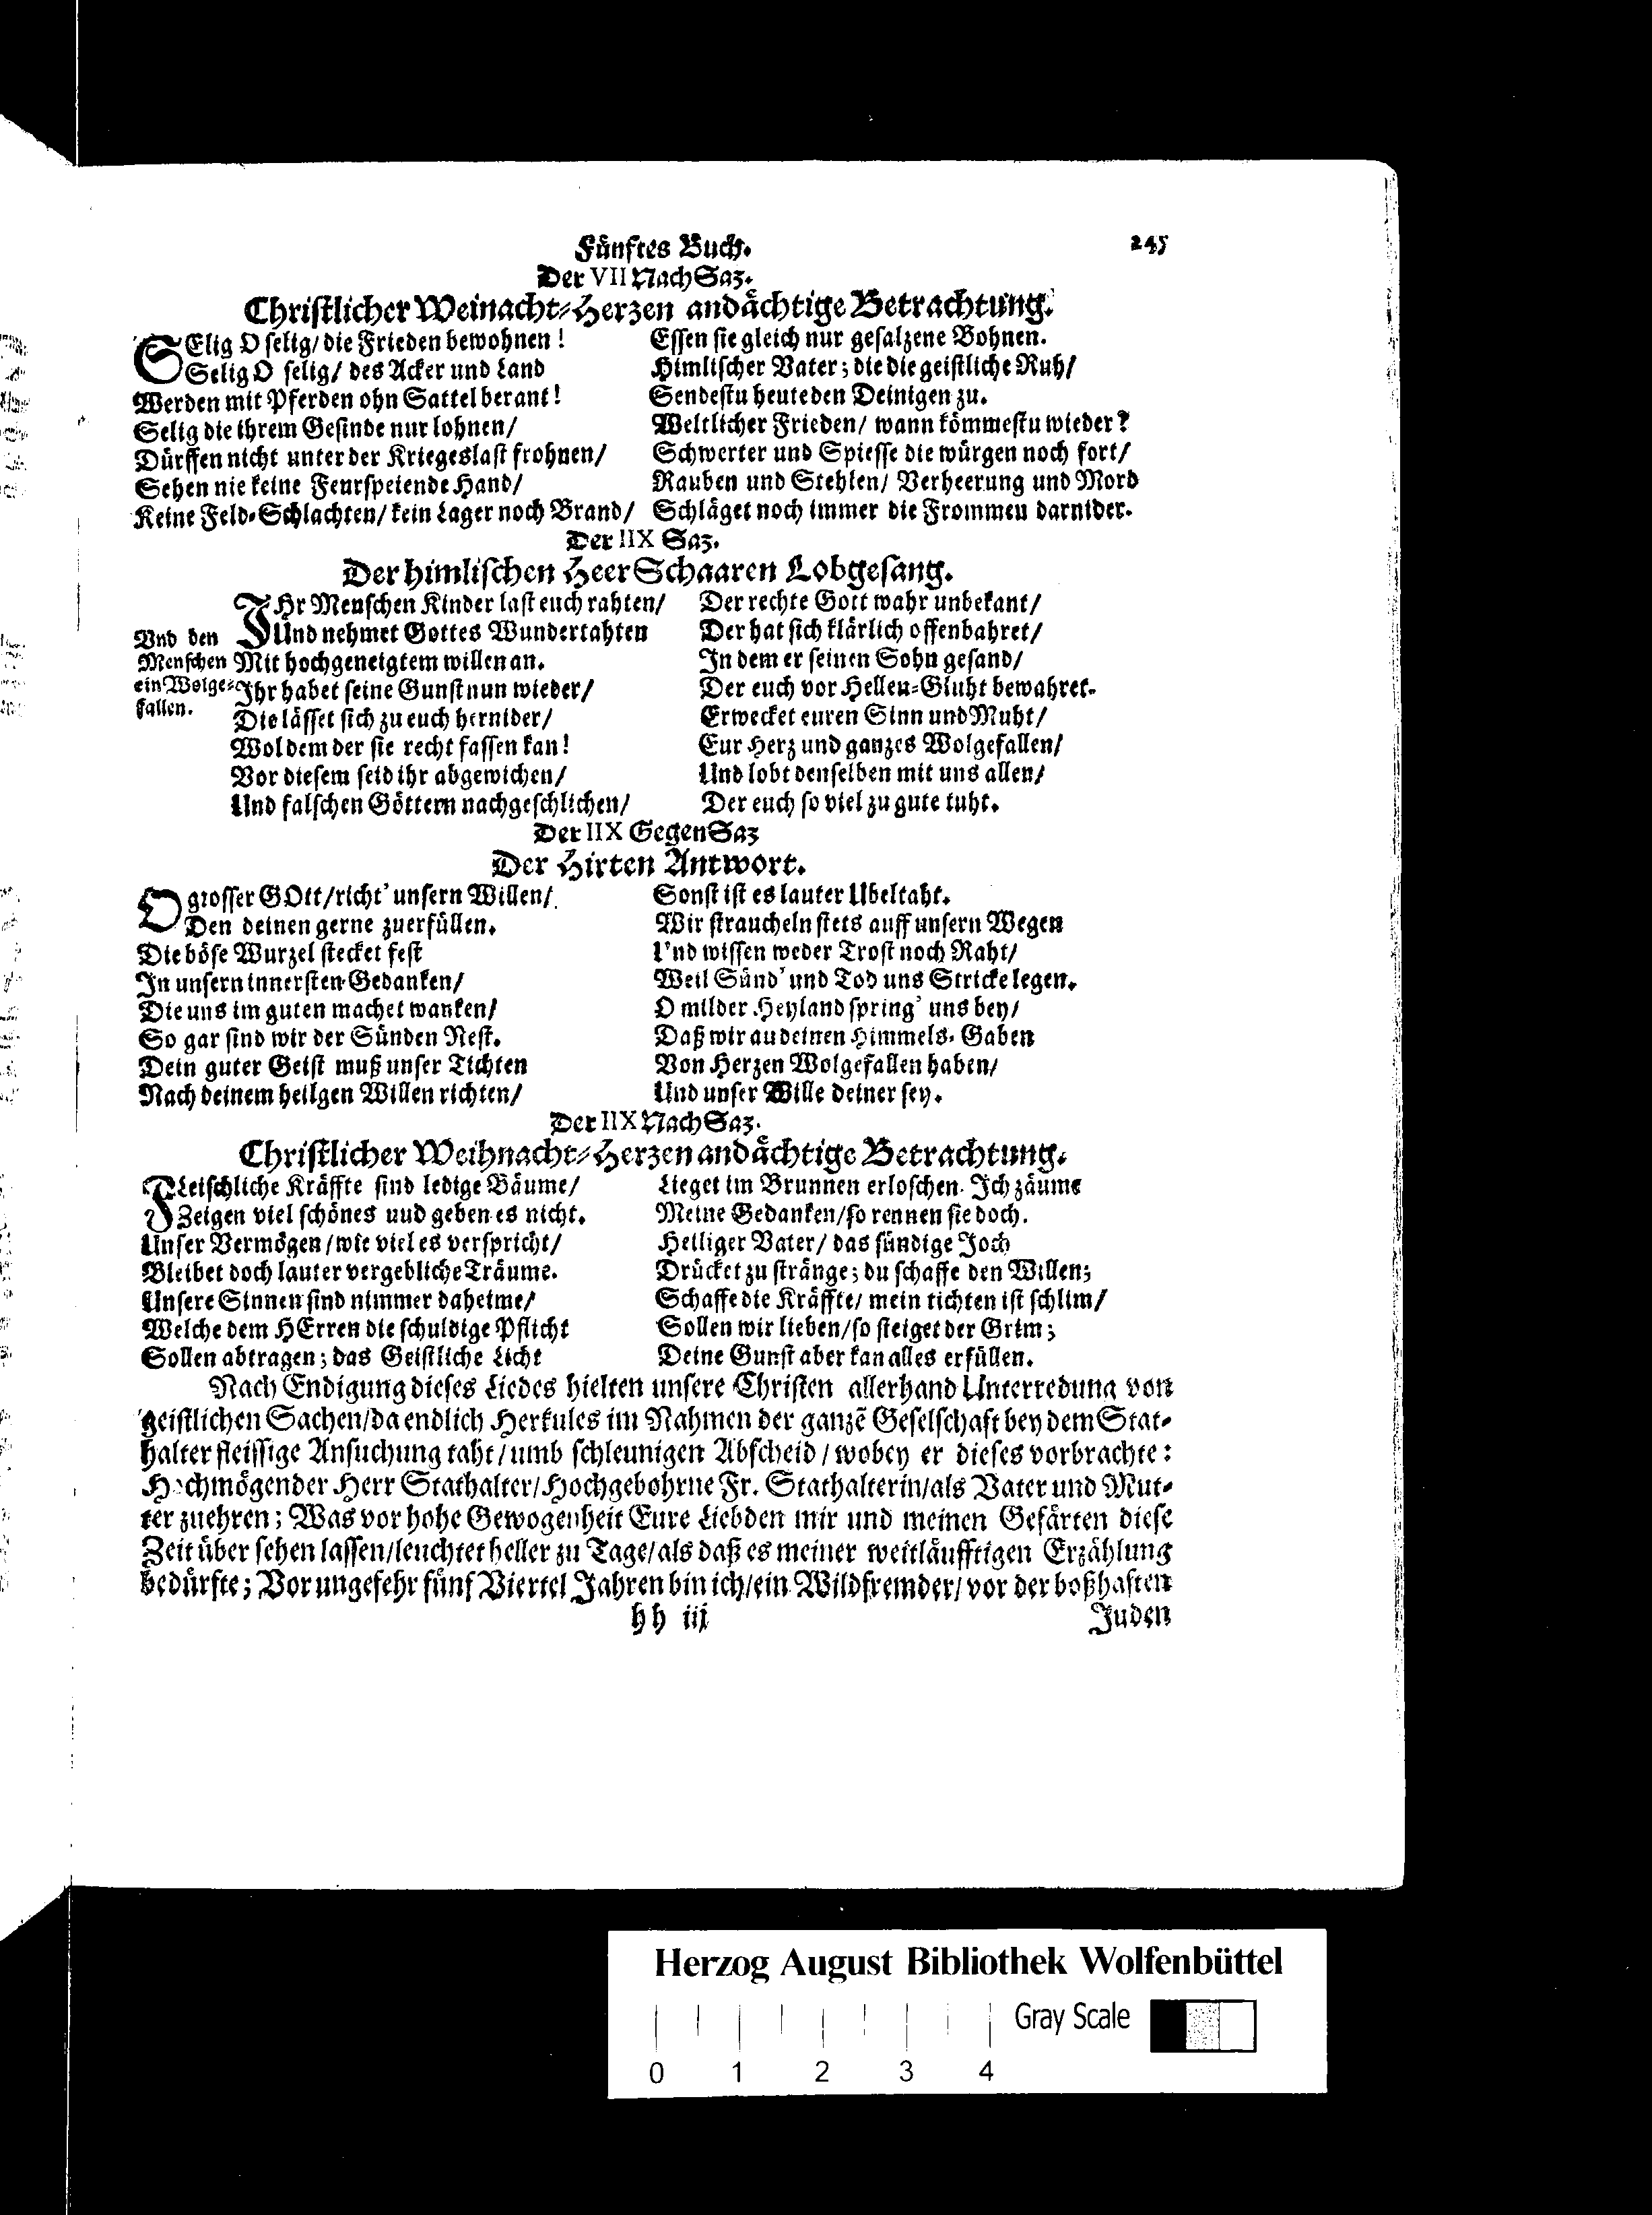 Fünftes Buch. 245
Der VII NachSaz.
Christlicher Weinacht-Herzen andächtige Betrachtung.
SElig O selig/ die Frieden bewohnen!
Selig O selig/ des Acker und Land
Werden mit Pferden ohn Sattel berant!
Selig die ihrem Gesinde nur lohnen/
Dürffen nicht unter der Kriegeslast frohnen/
Sehen nie keine Feurspeiende Hand/
Keine Feld-Schlachten/ kein Lager noch Brand/
Essen sie gleich nur gesalzene Bohnen.
Himlischer Vater; die die geistliche Ruh/
Sendestu heute den Deinigen zu.
Weltlicher Frieden/ wann kömmestu wieder?
Schwerter und Spiesse die würgen noch fort/
Rauben und Stehlen/ Verheerung und Mord
Schläget noch immer die Frommen darnider.
Der IIX Saz.
Der himlischen HeerSchaaren Lobgesang.
Vnd den
Menschen
ein Wolge-
fallen.
IHr Menschen Kinder last euch rahten/
Und nehmet Gottes Wundertahten
Mit hochgeneigtem willen an.
Ihr habet seine Gunst nun wieder/
Die lässet sich zu euch hernider/
Wol dem der sie recht fassen kan!
Vor diesem seid ihr abgewichen/
Und falschen Göttern nachgeschlichen/
Der rechte Gott wahr unbekant/
Der hat sich klärlich offenbahret/
In dem er seinen Sohn gesand/
Der euch vor Hellen-Gluht bewahret.
Erwecket euren Sinn und Muht/
Eur Herz und ganzes Wolgefallen/
Und lobt denselben mit uns allen/
Der euch so viel zu gute tuht.
Der IIX GegenSaz
Der Hirten Antwort.
O grosser GOtt/ richt' unsern Willen/
Den deinen gerne zuerfüllen.
Die böse Wurzel stecket fest
In unsern innersten Gedanken/
Die uns im guten machet wanken/
So gar sind wir der Sünden Nest.
Dein guter Geist muß unser Tichten
Nach deinem heilgen Willen richten/
Sonst ist es lauter Ubeltaht.
Wir straucheln stets auff unsern Wegen
Und wissen weder Trost noch Raht/
Weil Sünd' und Tod uns Stricke legen.
O milder Heyland spring' uns bey/
Daß wir an deinen Himmels-Gaben
Von Herzen Wolgefallen haben/
Und unser Wille deiner sey.
Der IIX NachSaz.
Christlicher Weihnacht-Herzen andächtige Betrachtung.
FLeischliche Kräffte sind ledige Bäume/
Zeigen viel schönes und geben es nicht.
Unser Vermögen/ wie viel es verspricht/
Bleibet doch lauter vergebliche Träume.
Unsere Sinnen sind nimmer daheime/
Welche dem HErren die schuldige Pflicht
Sollen abtragen; das Geistliche Licht
Lieget im Brunnen erloschen. Ich zäume
Meine Gedanken/ so rennen sie doch.
Heiliger Vater/ das sündige Joch
Drücket zu stränge; du schaffe den Willen;
Schaffe die Kräffte/ mein tichten ist schlim/
Sollen wir lieben/ so steiget der Grim;
Deine Gunst aber kan alles erfüllen.
Nach Endigung dieses Liedes hielten unsere Christen allerhand Unterredung von
geistlichen Sachen/ da endlich Herkules im Nahmen der ganzē Geselschaft bey dem Stat-
halter fleissige Ansuchung taht/ umb schleunigen Abscheid/ wobey er dieses vorbrachte:
Hochmögender Herr Stathalter/ Hochgebohrne Fr. Stathalterin/ als Vater und Mut-
ter zuehren; Was vor hohe Gewogenheit Eure Liebden mir und meinen Gefärten diese
Zeit über sehen lassen/ leuchtet heller zu Tage/ als daß es meiner weitläufftigen Erzählung
bedürfte; Vor ungefehr fünf Viertel Jahren bin ich/ ein Wildfremder/ vor der boßhaften
hh iij Juden
Herzog August Bibliothek Wolfenbüttel
Gray Scale
0 1 2 3 4